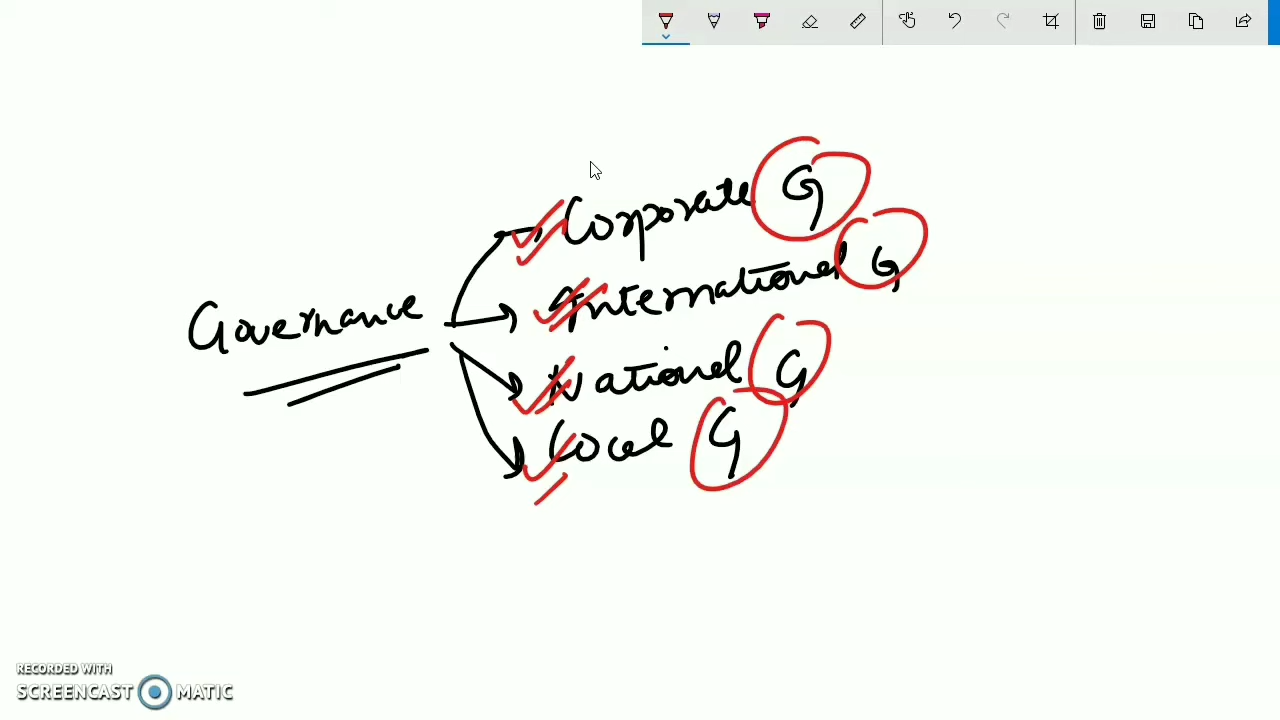 Corporate G
International G
Governance
National G
Local G
RECORDED WITH
SCREENCAST MATIC